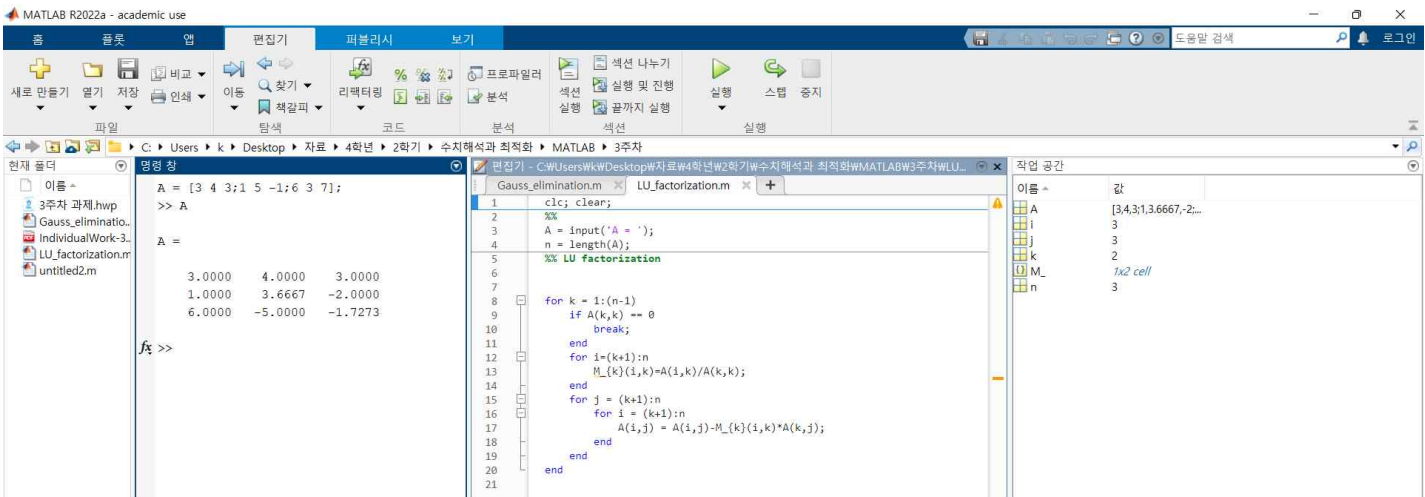 MATLAB R2022a - academic use
홈 플롯 앱 편집기 퍼블리시 보기
도움말 검색 로그인
새로 만들기 열기 저장 비교 인쇄 이동 찾기 책갈피 리팩터링 프로파일러 분석 섹션 실행 섹션 나누기 실행 및 진행 끝까지 실행 실행 스텝 중지
파일 탐색 코드 분석 섹션 실행
C: Users k Desktop 자료 4학년 2학기 수치해석과 최적화 MATLAB 3주차
현재 폴더
이름
3주차 과제.hwp
Gauss_eliminatio...
IndividualWork-3...
LU_factorization.m
untitled2.m
명령 창
A = [3 4 3;1 5 -1;6 3 7];
>> A
A =
3.0000 4.0000 3.0000
1.0000 3.6667 -2.0000
6.0000 -5.0000 -1.7273
fx >>
편집기 - C:₩Users₩k₩Desktop₩자료₩4학년₩2학기₩수치해석과 최적화₩MATLAB₩3주차₩LU...
Gauss_elimination.m LU_factorization.m
1 clc; clear;
2 %%
3 A = input('A = ');
4 n = length(A);
5 %% LU factorization
6
7
8 for k = 1:(n-1)
9 if A(k,k) == 0
10 break;
11 end
12 for i=(k+1):n
13 M_{k}(i,k)=A(i,k)/A(k,k);
14 end
15 for j = (k+1):n
16 for i = (k+1):n
17 A(i,j) = A(i,j)-M_{k}(i,k)*A(k,j);
18 end
19 end
20 end
21
작업 공간
이름 값
A [3,4,3;1,3.6667,-2;...
i 3
j 3
k 2
M_ 1x2 cell
n 3